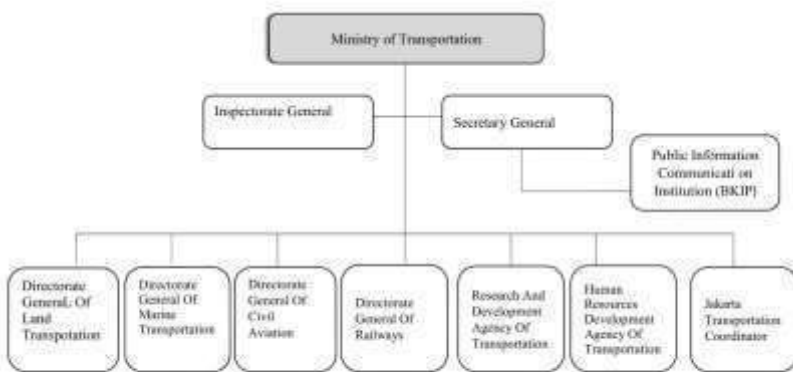 Ministry of Transportation
Inspectorate General
Secretary General
Public Information
Communicati on
Institution (BKIP)
Directorate
General, Of
Land
Transpotation
Directorate
General Of
Marine
Transportation
Directorate
General Of
Civil
Aviation
Directorate
General Of
Railways
Research And
Development
Agency Of
Transportation
Human
Resources
Development
Agency Of
Transportation
Jakarta
Transportation
Coordinator